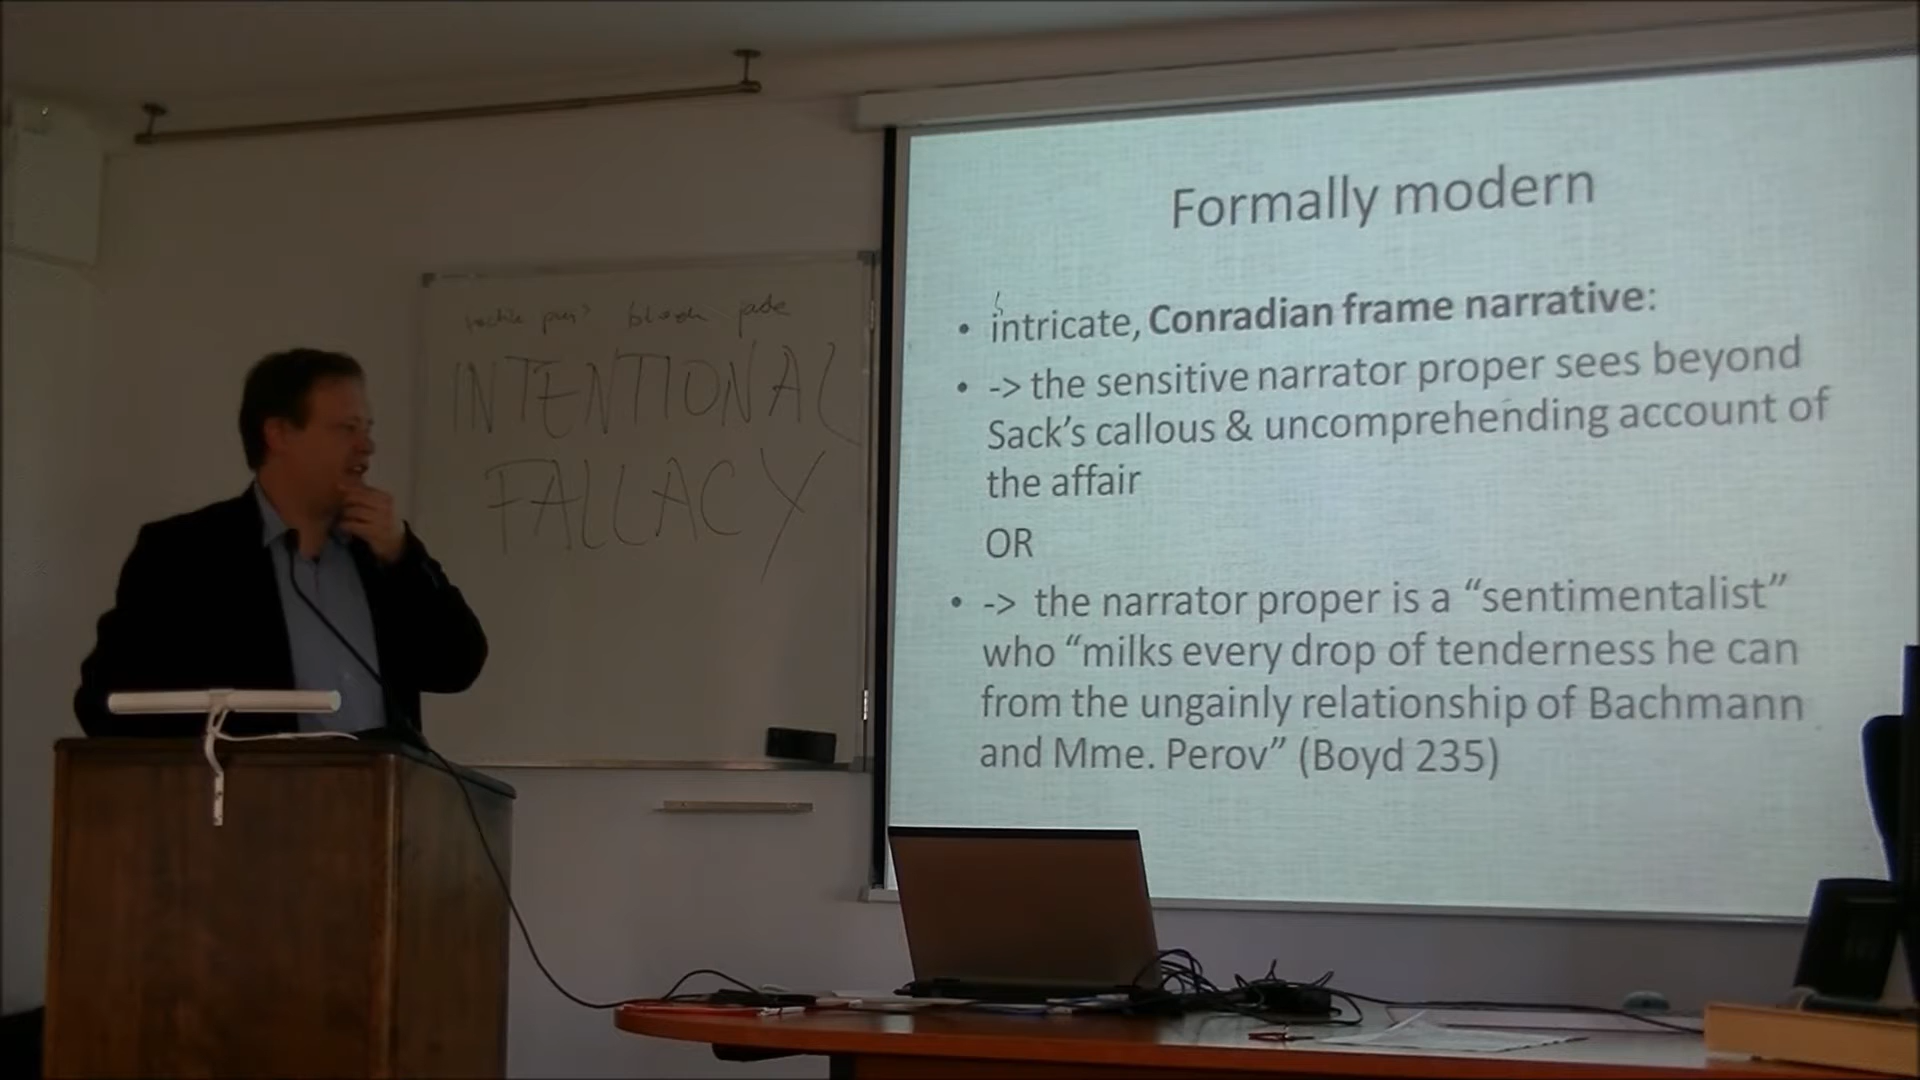 INTENTIONAL
FALLACY
Formally modern
• intricate, Conradian frame narrative:
• -> the sensitive narrator proper sees beyond
Sack's callous & uncomprehending account of
the affair
OR
• -> the narrator proper is a “sentimentalist”
who “milks every drop of tenderness he can
from the ungainly relationship of Bachmann
and Mme. Perov” (Boyd 235)